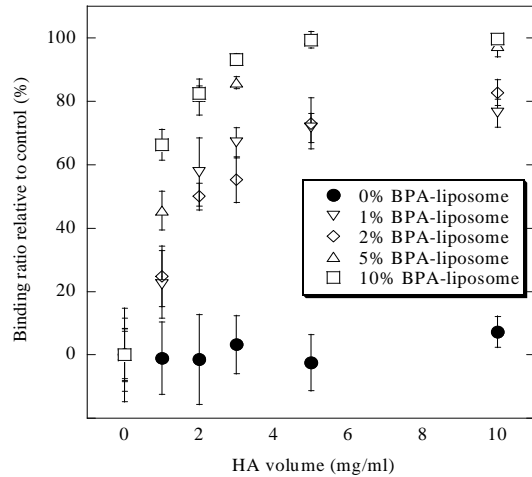 100
80
60
40
20
0
Binding ratio relative to control (%)
0% BPA-liposome
1% BPA-liposome
2% BPA-liposome
5% BPA-liposome
10% BPA-liposome
0 2 4 6 8 10
HA volume (mg/ml)